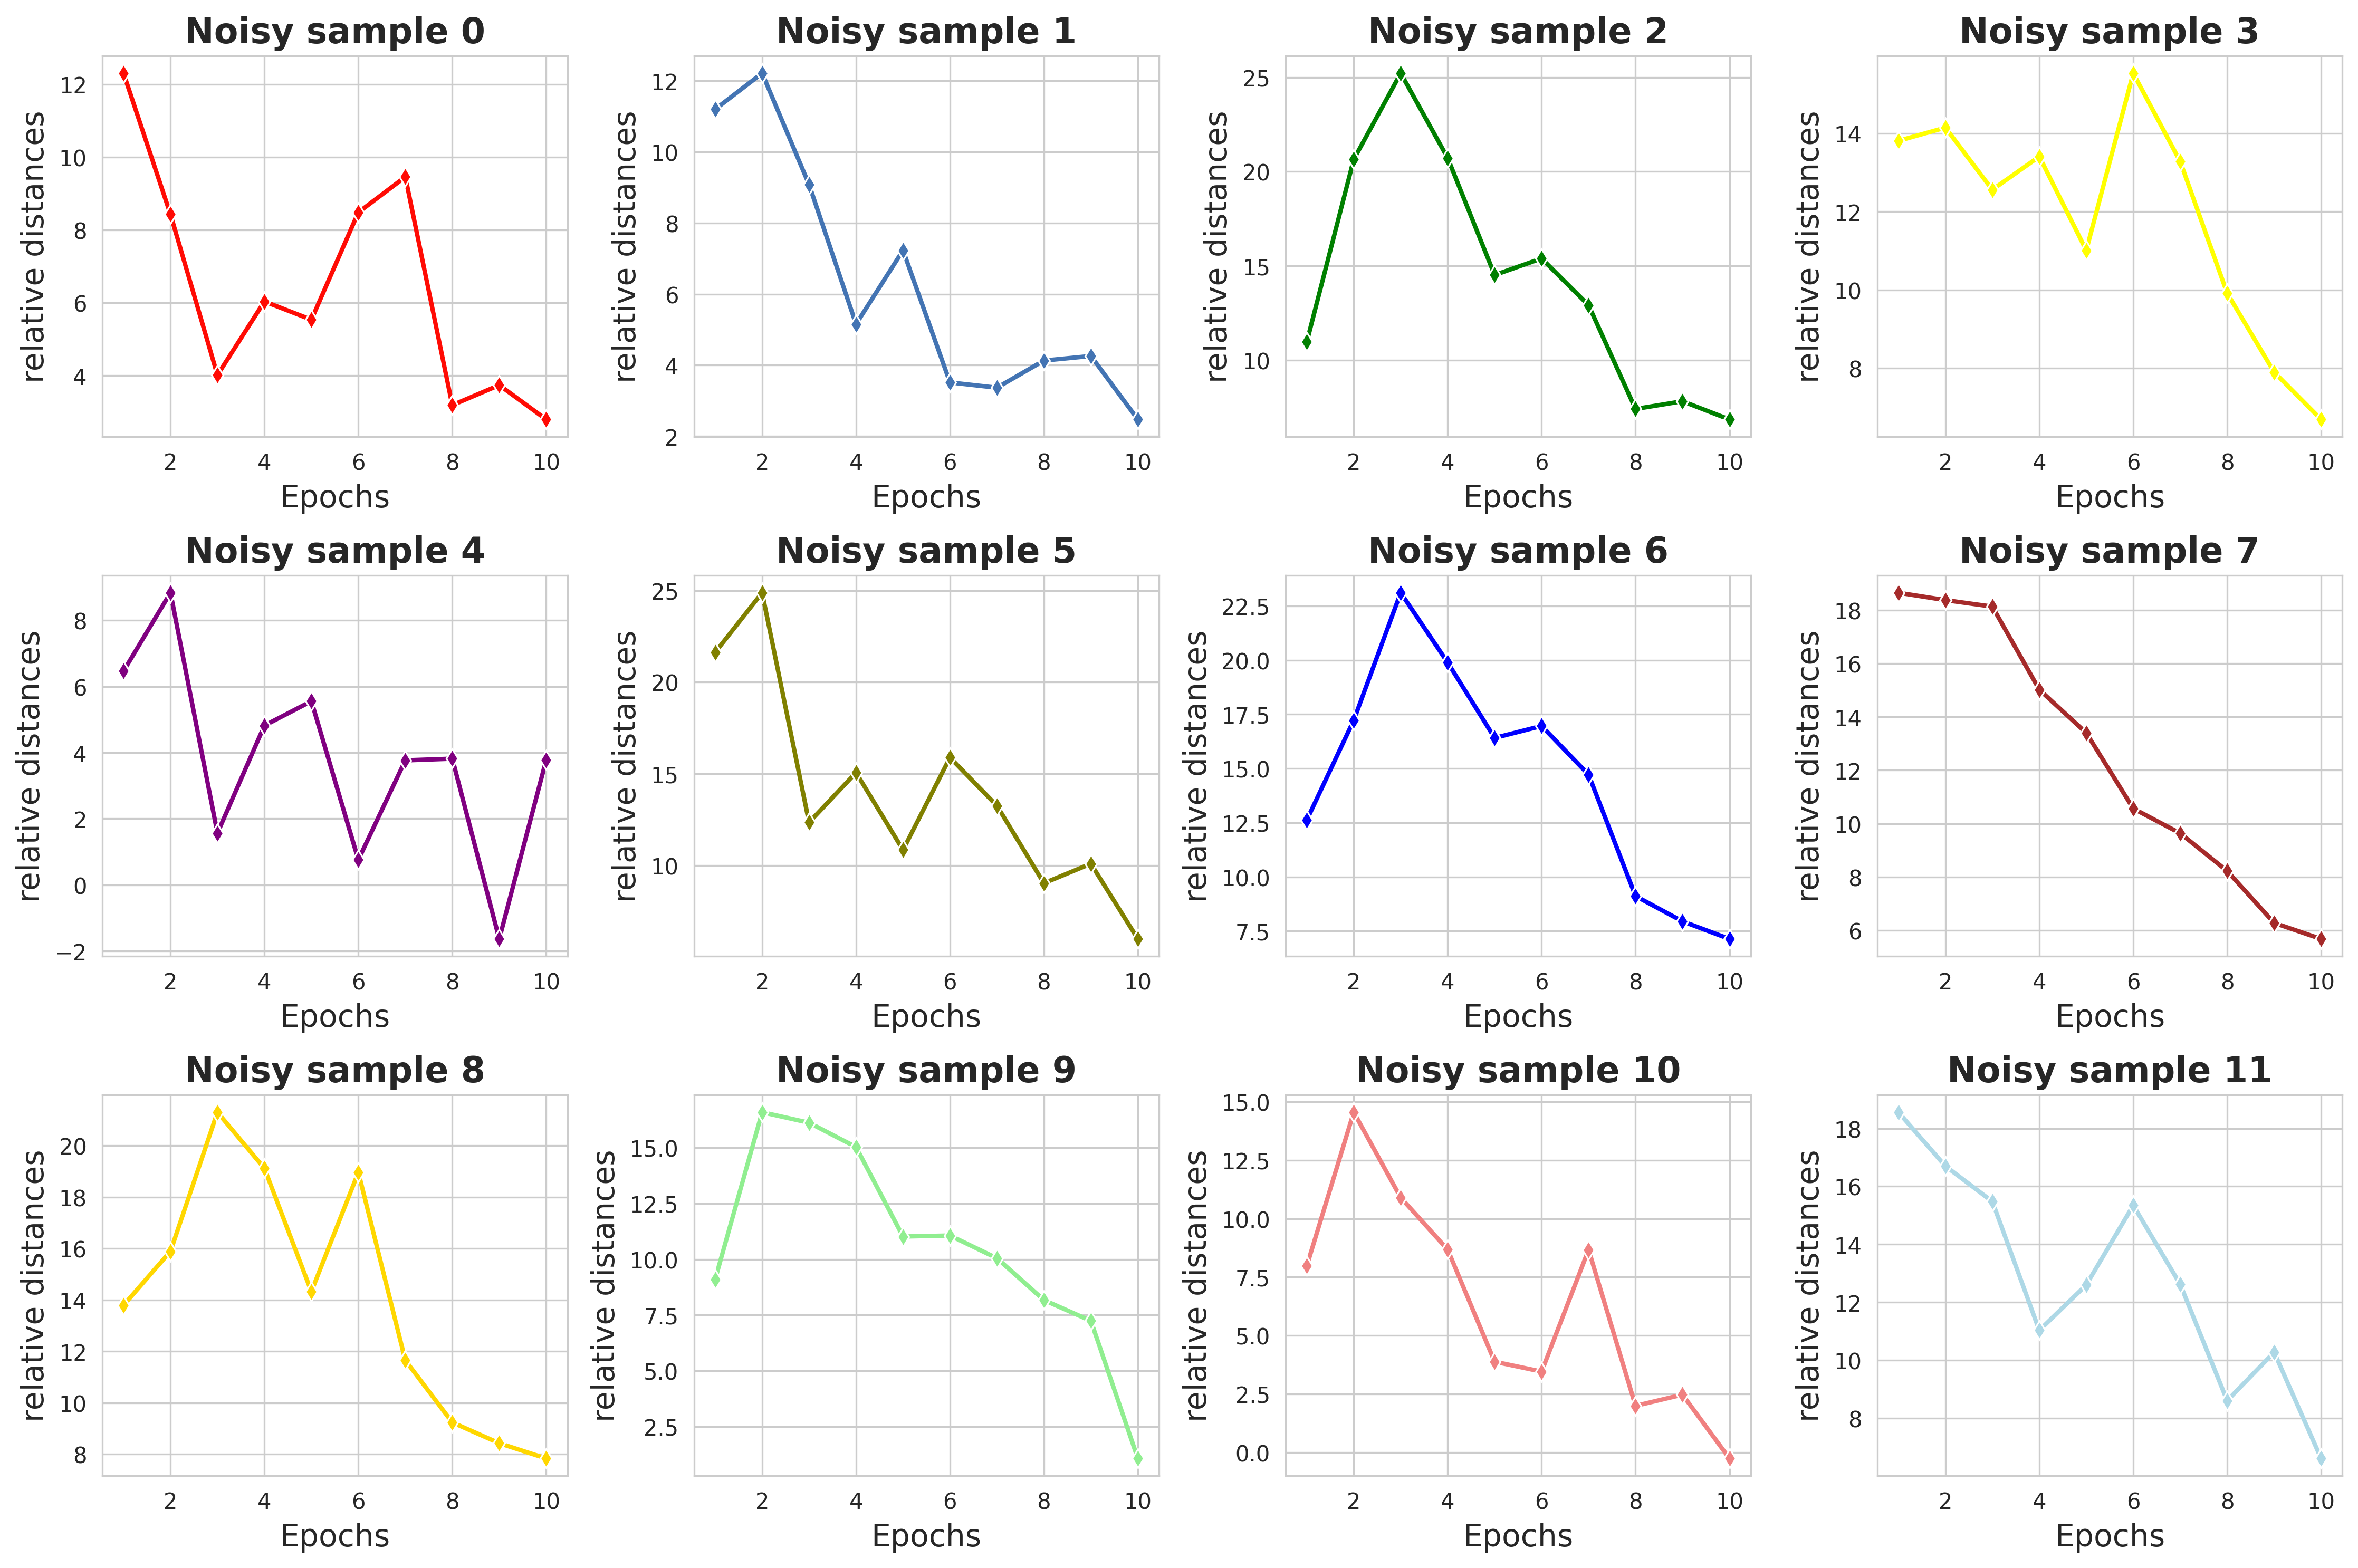 Noisy sample 0
12
10
8
6
4
relative distances
2 4 6 8 10
Epochs
Noisy sample 1
12
10
8
6
4
2
relative distances
2 4 6 8 10
Epochs
Noisy sample 2
25
20
15
10
relative distances
2 4 6 8 10
Epochs
Noisy sample 3
14
12
10
8
relative distances
2 4 6 8 10
Epochs
Noisy sample 4
8
6
4
2
0
−2
relative distances
2 4 6 8 10
Epochs
Noisy sample 5
25
20
15
10
relative distances
2 4 6 8 10
Epochs
Noisy sample 6
22.5
20.0
17.5
15.0
12.5
10.0
7.5
relative distances
2 4 6 8 10
Epochs
Noisy sample 7
18
16
14
12
10
8
6
relative distances
2 4 6 8 10
Epochs
Noisy sample 8
20
18
16
14
12
10
8
relative distances
2 4 6 8 10
Epochs
Noisy sample 9
15.0
12.5
10.0
7.5
5.0
2.5
relative distances
2 4 6 8 10
Epochs
Noisy sample 10
15.0
12.5
10.0
7.5
5.0
2.5
0.0
relative distances
2 4 6 8 10
Epochs
Noisy sample 11
18
16
14
12
10
8
relative distances
2 4 6 8 10
Epochs